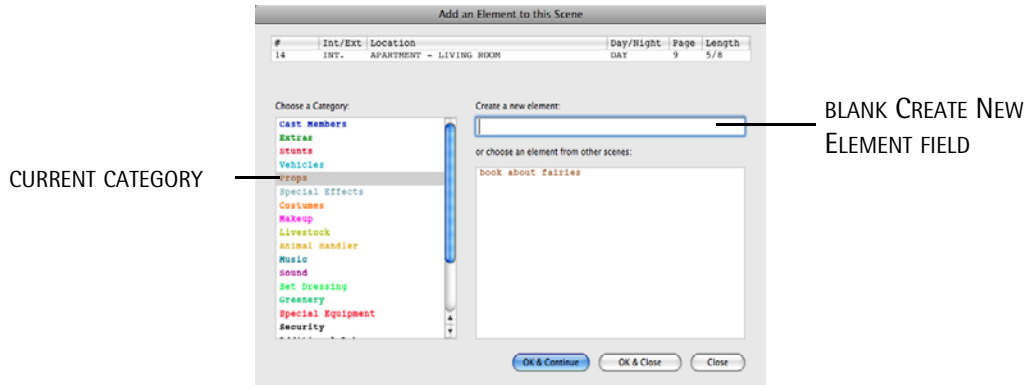 Add an Element to this Scene
# Int/Ext Location Day/Night Page Length
14 INT. APARTMENT - LIVING ROOM DAY 9 5/8
Choose a Category:
Cast Members
Extras
Stunts
Vehicles
Props
Special Effects
Costumes
Makeup
Livestock
Animal Handler
Music
Sound
Set Dressing
Greenery
Special Equipment
Security
Create a new element:
or choose an element from other scenes:
book about fairies
OK & Continue OK & Close Close
CURRENT CATEGORY
BLANK CREATE NEW
ELEMENT FIELD